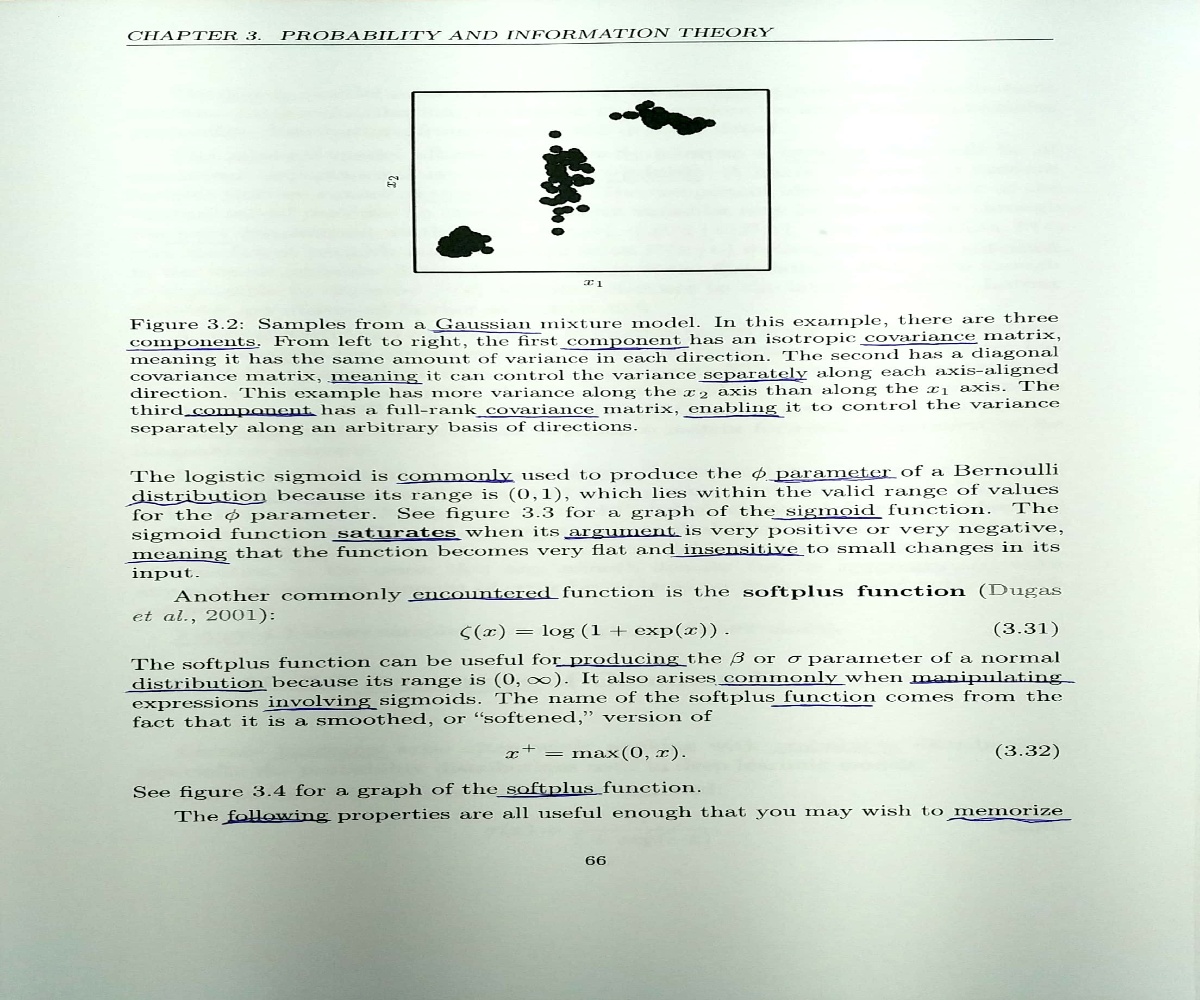 CHAPTER 3. PROBABILITY AND INFORMATION THEORY
x2
x1
Figure 3.2: Samples from a Gaussian mixture model. In this example, there are three
components. From left to right, the first component has an isotropic covariance matrix,
meaning it has the same amount of variance in each direction. The second has a diagonal
covariance matrix, meaning it can control the variance separately along each axis-aligned
direction. This example has more variance along the x2 axis than along the x1 axis. The
third component has a full-rank covariance matrix, enabling it to control the variance
separately along an arbitrary basis of directions.
The logistic sigmoid is commonly used to produce the ϕ parameter of a Bernoulli
distribution because its range is (0, 1), which lies within the valid range of values
for the ϕ parameter. See figure 3.3 for a graph of the sigmoid function. The
sigmoid function saturates when its argument is very positive or very negative,
meaning that the function becomes very flat and insensitive to small changes in its
input.
Another commonly encountered function is the softplus function (Dugas
et al., 2001):
ζ(x) = log (1 + exp(x)) . (3.31)
The softplus function can be useful for producing the β or σ parameter of a normal
distribution because its range is (0, ∞). It also arises commonly when manipulating
expressions involving sigmoids. The name of the softplus function comes from the
fact that it is a smoothed, or “softened,” version of
x+ = max(0, x). (3.32)
See figure 3.4 for a graph of the softplus function.
The following properties are all useful enough that you may wish to memorize
66